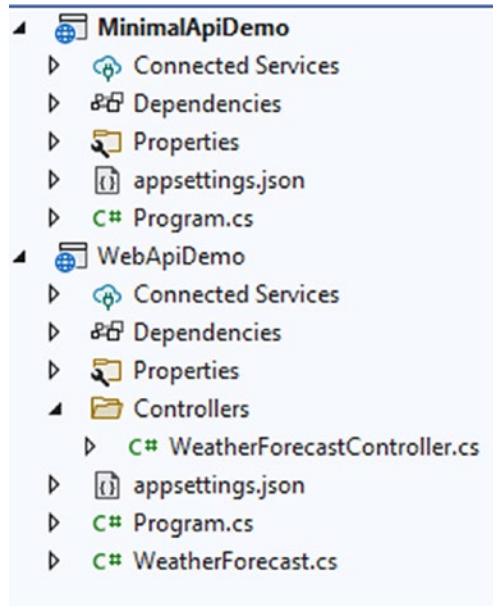 MinimalApiDemo
Connected Services
Dependencies
Properties
appsettings.json
C# Program.cs
WebApiDemo
Connected Services
Dependencies
Properties
Controllers
C# WeatherForecastController.cs
appsettings.json
C# Program.cs
C# WeatherForecast.cs